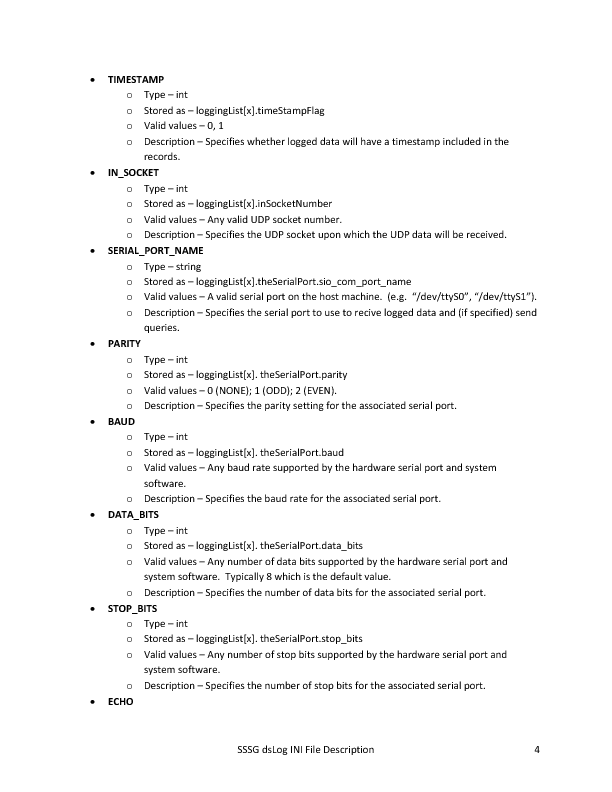 • TIMESTAMP
o Type – int
o Stored as – loggingList[x].timeStampFlag
o Valid values – 0, 1
o Description – Specifies whether logged data will have a timestamp included in the
records.
• IN_SOCKET
o Type – int
o Stored as – loggingList[x].inSocketNumber
o Valid values – Any valid UDP socket number.
o Description – Specifies the UDP socket upon which the UDP data will be received.
• SERIAL_PORT_NAME
o Type – string
o Stored as – loggingList[x].theSerialPort.sio_com_port_name
o Valid values – A valid serial port on the host machine.  (e.g.  “/dev/ttyS0”, “/dev/ttyS1”).
o Description – Specifies the serial port to use to recive logged data and (if specified) send
queries.
• PARITY
o Type – int
o Stored as – loggingList[x]. theSerialPort.parity
o Valid values – 0 (NONE); 1 (ODD); 2 (EVEN).
o Description – Specifies the parity setting for the associated serial port.
• BAUD
o Type – int
o Stored as – loggingList[x]. theSerialPort.baud
o Valid values – Any baud rate supported by the hardware serial port and system
software.
o Description – Specifies the baud rate for the associated serial port.
• DATA_BITS
o Type – int
o Stored as – loggingList[x]. theSerialPort.data_bits
o Valid values – Any number of data bits supported by the hardware serial port and
system software.  Typically 8 which is the default value.
o Description – Specifies the number of data bits for the associated serial port.
• STOP_BITS
o Type – int
o Stored as – loggingList[x]. theSerialPort.stop_bits
o Valid values – Any number of stop bits supported by the hardware serial port and
system software.
o Description – Specifies the number of stop bits for the associated serial port.
• ECHO
SSSG dsLog INI File Description 4